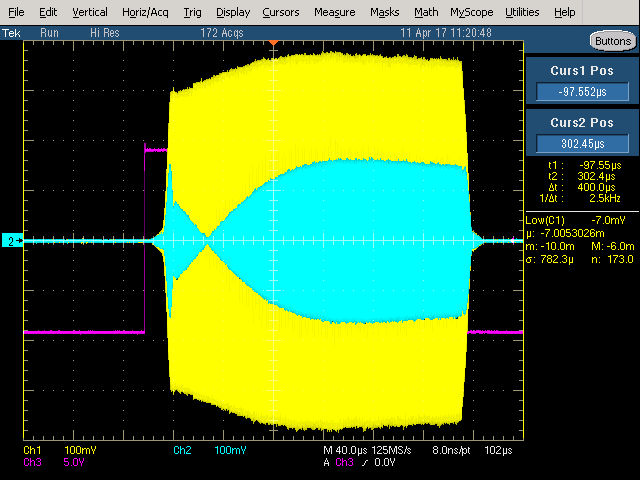 File Edit Vertical Horiz/Acq Trig Display Cursors Measure Masks Math MyScope Utilities Help
Tek Run Hi Res 172 Acqs 11 Apr 17 11:20:48
Buttons
Curs1 Pos
-97.552µs
Curs2 Pos
302.45µs
t1 : -97.55µs
t2 : 302.4µs
Δt : 400.0µs
1/Δt : 2.5kHz
Low(C1) -7.0mV
µ: -7.0053026m
m: -10.0m M: -6.0m
σ: 782.3µ n: 173.0
2
Ch1 100mV Ch2 100mV M 40.0µs 125MS/s 8.0ns/pt 102µs
Ch3 5.0V A Ch3 ∕ 0.0V